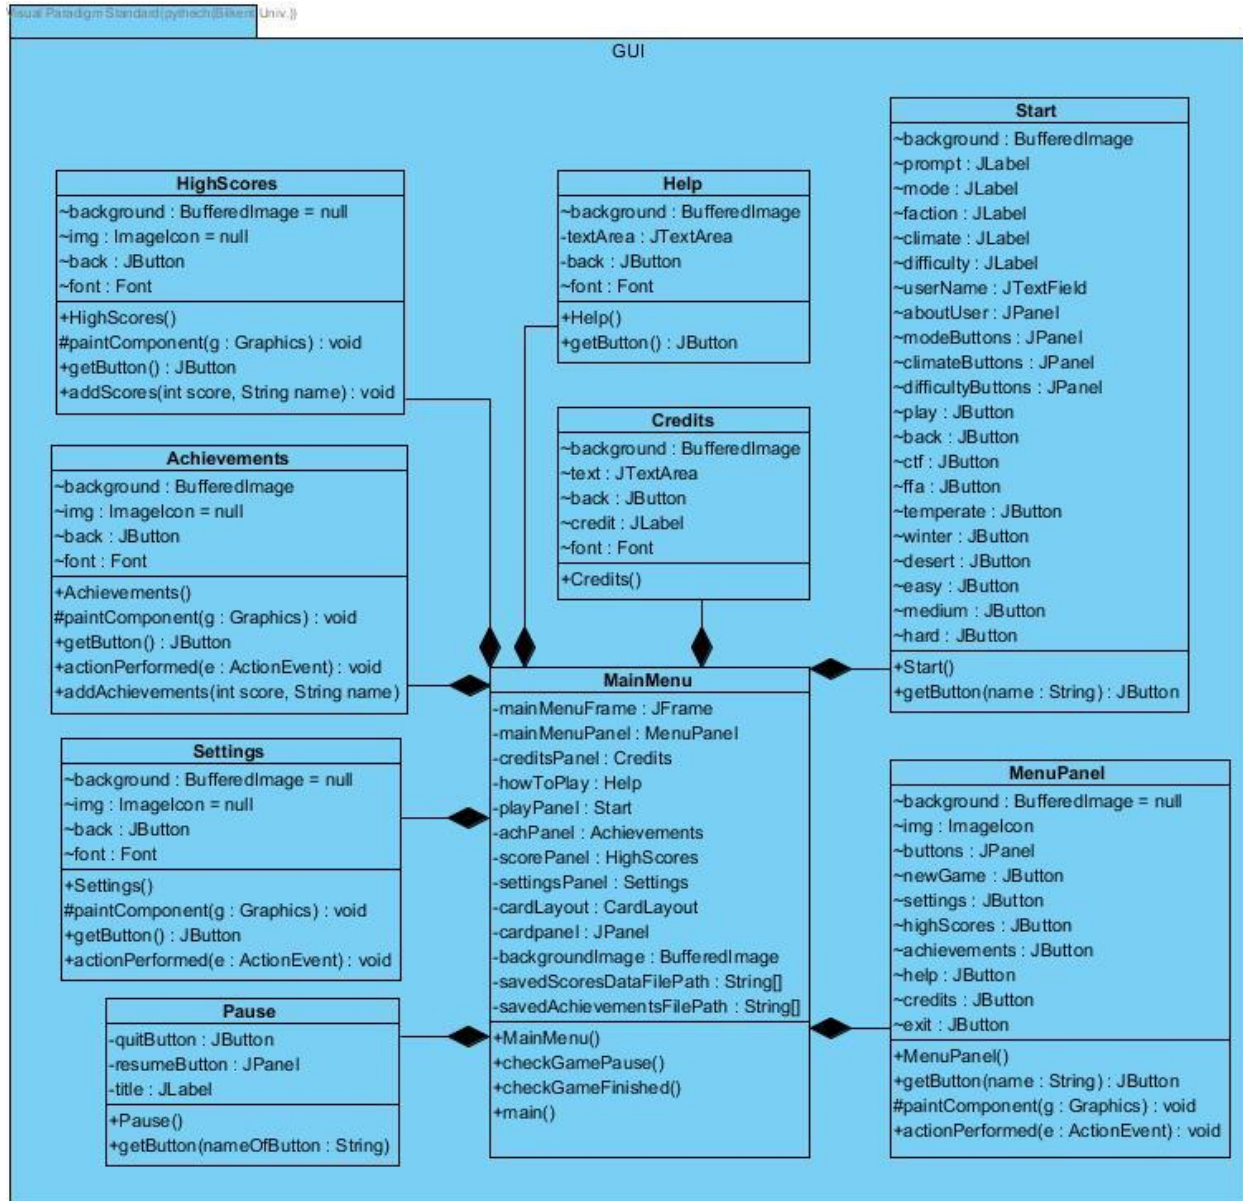 Visual Paradigm Standard(pythech(Bilkent Univ.))
GUI
HighScores
~background : BufferedImage = null
~img : ImageIcon = null
~back : JButton
~font : Font
+HighScores()
#paintComponent(g : Graphics) : void
+getButton() : JButton
+addScores(int score, String name) : void
Achievements
~background : BufferedImage
~img : ImageIcon = null
~back : JButton
~font : Font
+Achievements()
#paintComponent(g : Graphics) : void
+getButton() : JButton
+actionPerformed(e : ActionEvent) : void
+addAchievements(int score, String name)
Settings
~background : BufferedImage = null
~img : ImageIcon = null
~back : JButton
~font : Font
+Settings()
#paintComponent(g : Graphics) : void
+getButton() : JButton
+actionPerformed(e : ActionEvent) : void
Pause
-quitButton : JButton
-resumeButton : JPanel
-title : JLabel
+Pause()
+getButton(nameOfButton : String)
Help
~background : BufferedImage
-textArea : JTextArea
-back : JButton
~font : Font
+Help()
+getButton() : JButton
Credits
~background : BufferedImage
~text : JTextArea
~back : JButton
~credit : JLabel
~font : Font
+Credits()
MainMenu
-mainMenuFrame : JFrame
-mainMenuPanel : MenuPanel
-creditsPanel : Credits
-howToPlay : Help
-playPanel : Start
-achPanel : Achievements
-scorePanel : HighScores
-settingsPanel : Settings
-cardLayout : CardLayout
-cardpanel : JPanel
-backgroundImage : BufferedImage
-savedScoresDataFilePath : String[]
-savedAchievementsFilePath : String[]
+MainMenu()
+checkGamePause()
+checkGameFinished()
+main()
Start
~background : BufferedImage
~prompt : JLabel
~mode : JLabel
~faction : JLabel
~climate : JLabel
~difficulty : JLabel
~userName : JTextField
~aboutUser : JPanel
~modeButtons : JPanel
~climateButtons : JPanel
~difficultyButtons : JPanel
~play : JButton
~back : JButton
~ctf : JButton
~ffa : JButton
~temperate : JButton
~winter : JButton
~desert : JButton
~easy : JButton
~medium : JButton
~hard : JButton
+Start()
+getButton(name : String) : JButton
MenuPanel
~background : BufferedImage = null
~img : ImageIcon
~buttons : JPanel
~newGame : JButton
~settings : JButton
~highScores : JButton
~achievements : JButton
~help : JButton
~credits : JButton
~exit : JButton
+MenuPanel()
+getButton(name : String) : JButton
#paintComponent(g : Graphics) : void
+actionPerformed(e : ActionEvent) : void